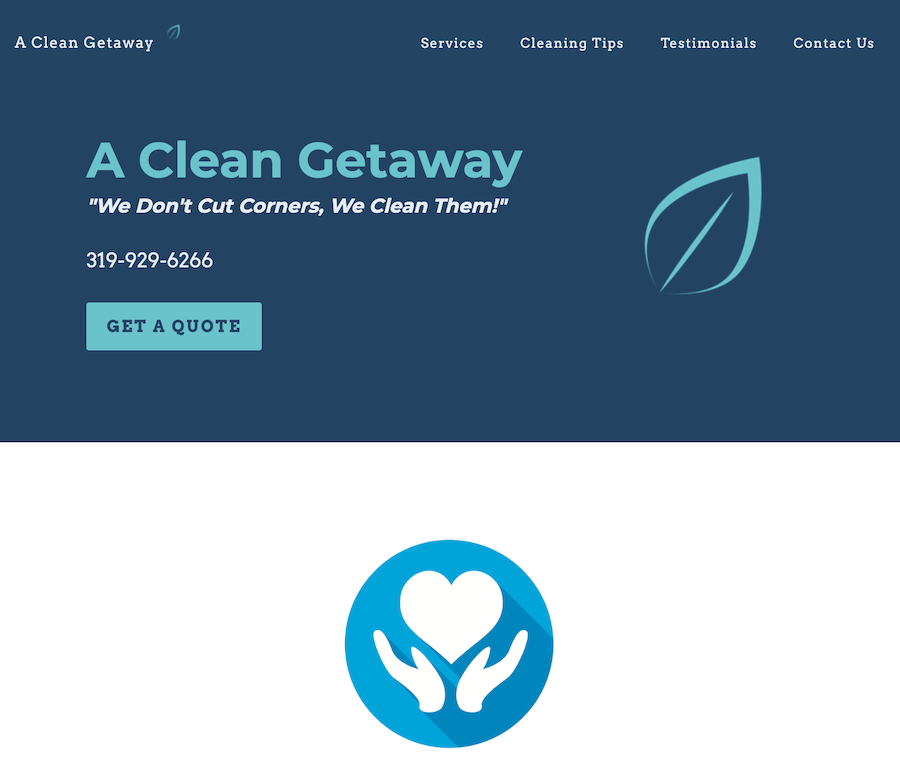 A Clean Getaway
Services Cleaning Tips Testimonials Contact Us
A Clean Getaway
"We Don't Cut Corners, We Clean Them!"
319-929-6266
GET A QUOTE